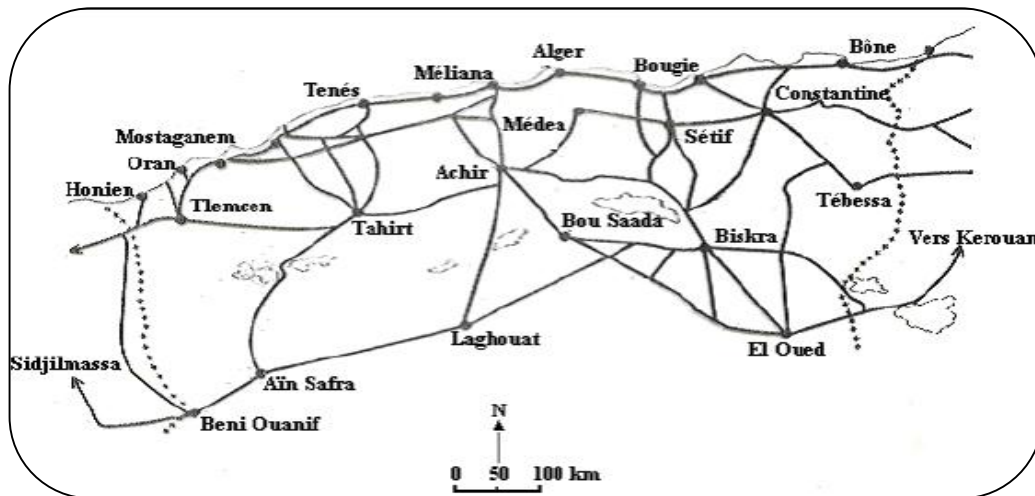 Alger
Bône
Bougie
Méliana
Tenés
Constantine
Médea
Mostaganem
Sétif
Oran
Achir
Honien
Tébessa
Tlemcen
Bou Saada
Tahirt
Biskra
Vers Kerouan
Laghouat
El Oued
Sidjilmassa
Aïn Safra
Beni Ouanif
N
0 50 100 km